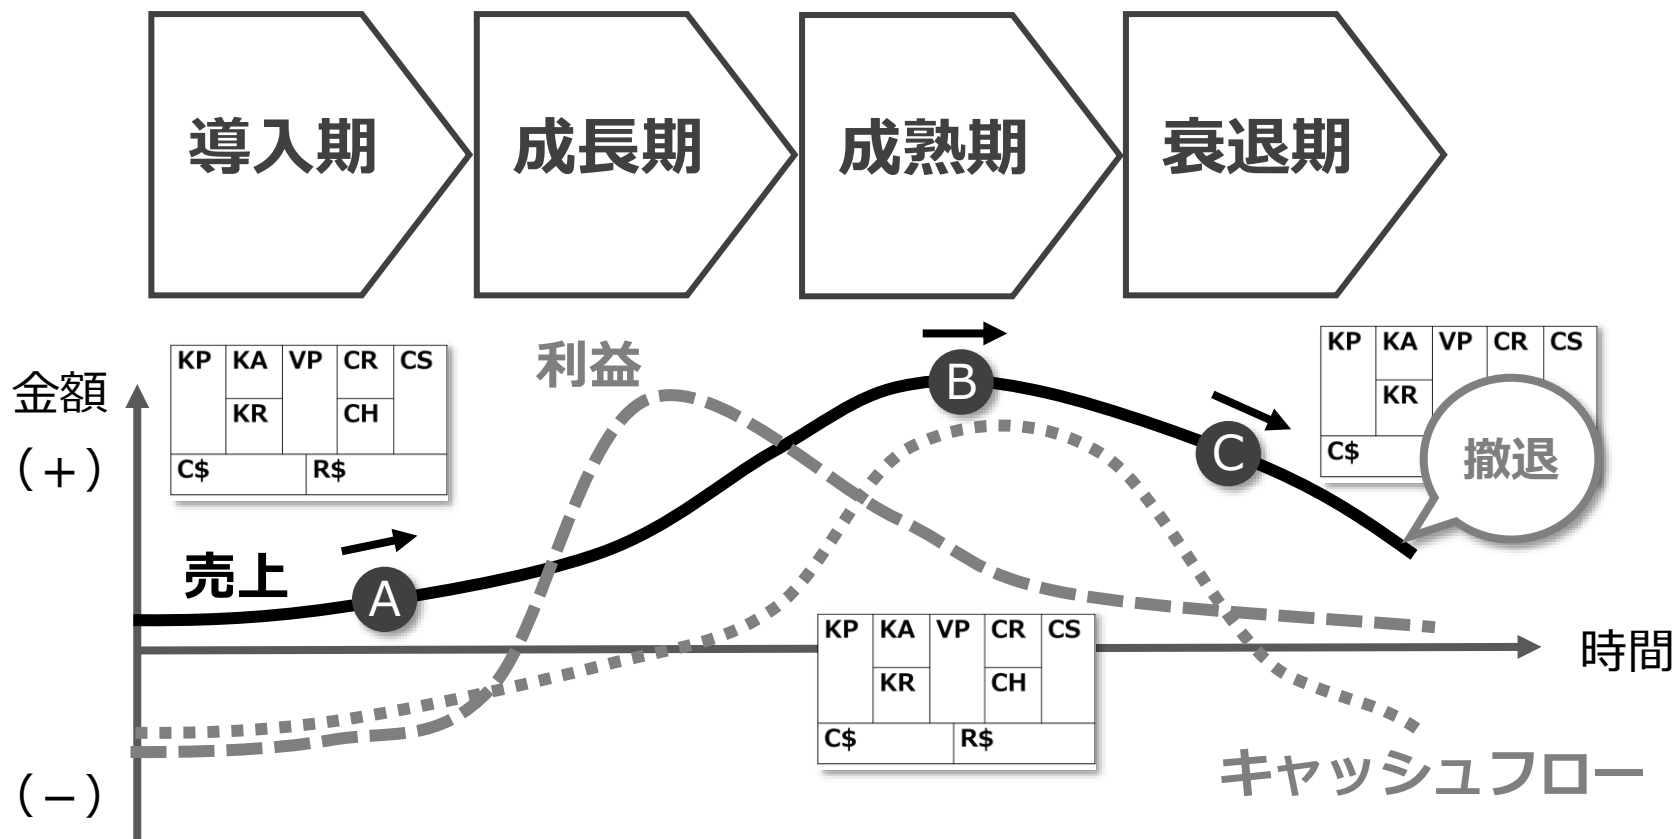 導入期
成長期
成熟期
衰退期
金額
(+)
(-)
KP KA VP CR CS
KR CH
C$ R$
利益
売上
A
B
C
KP KA VP CR CS
KR
C$
撤退
時間
KP KA VP CR CS
KR CH
C$ R$
キャッシュフロー